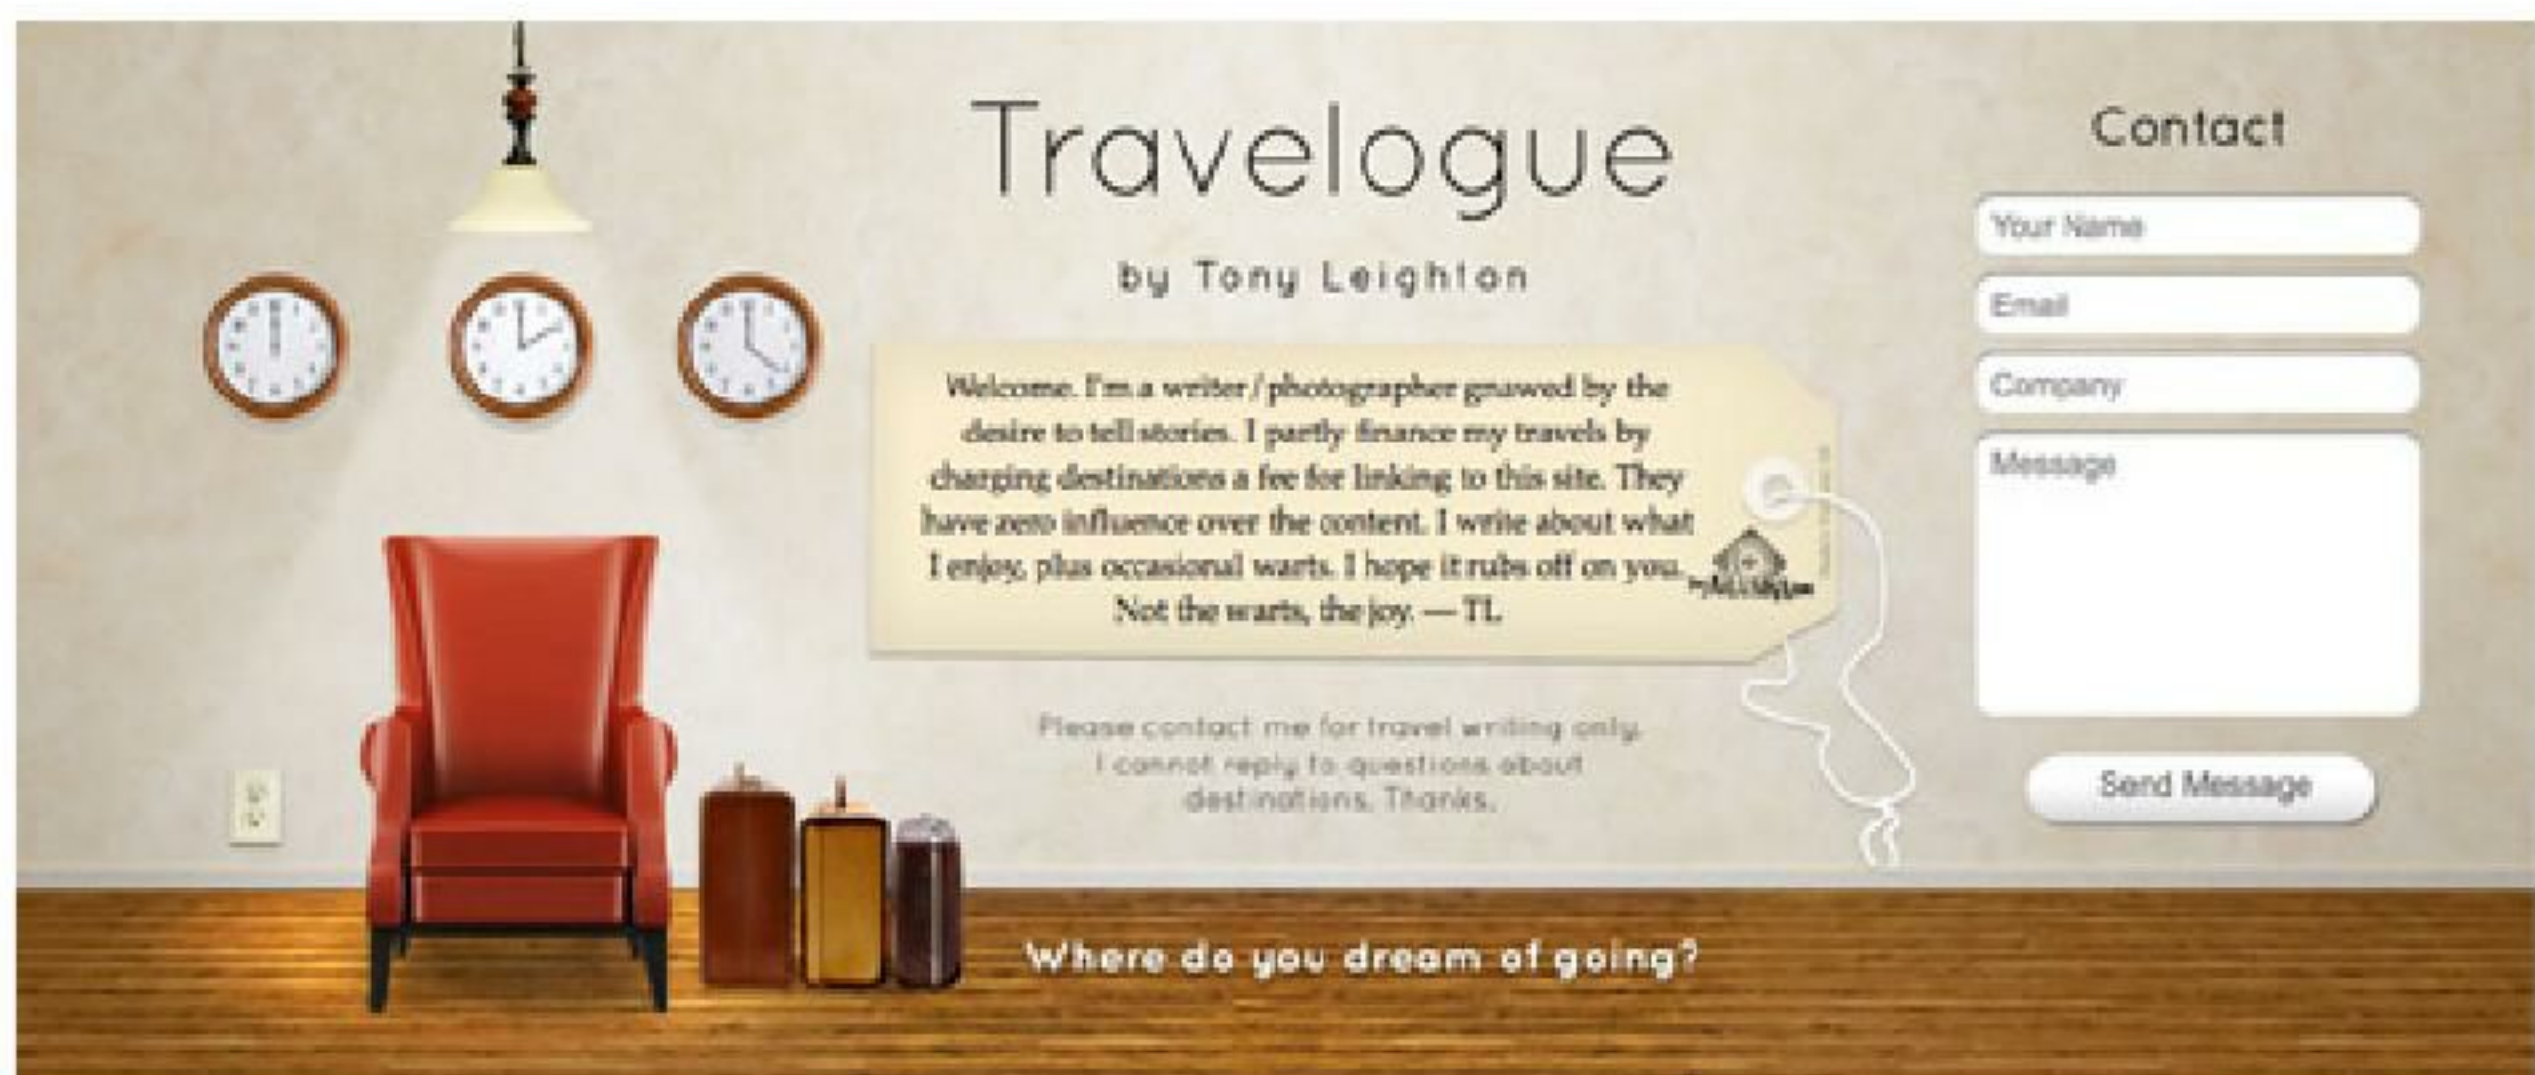 Travelogue
by Tony Leighton
Welcome. I'm a writer / photographer gnawed by the
desire to tell stories. I partly finance my travels by
charging destinations a fee for linking to this site. They
have zero influence over the content. I write about what
I enjoy, plus occasional warts. I hope it rubs off on you.
Not the warts, the joy. — TL
Please contact me for travel writing only.
I cannot reply to questions about
destinations. Thanks.
Where do you dream of going?
Contact
Your Name
Email
Company
Message
Send Message